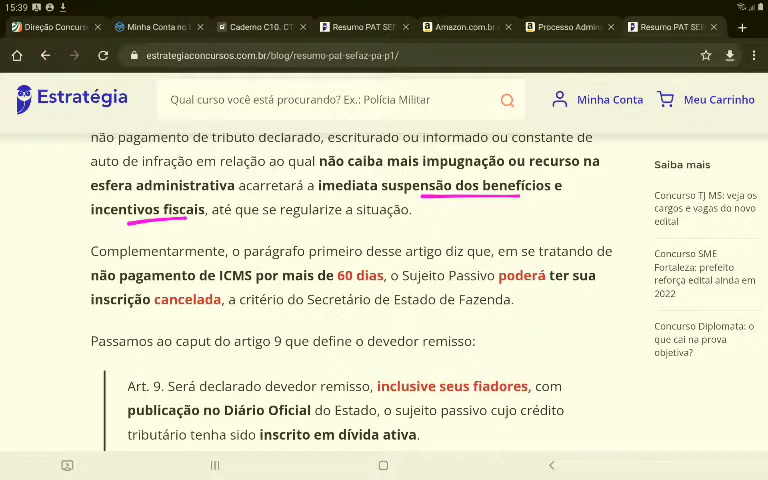 15:39
Direção Concurs
Minha Conta no E
Caderno C10. CT
Resumo PAT SEF
Amazon.com.br e
Processo Admin
Resumo PAT SEF
estrategiaconcursos.com.br/blog/resumo-pat-sefaz-pa-p1/
Estratégia
Qual curso você está procurando? Ex.: Polícia Militar
Minha Conta
Meu Carrinho
não pagamento de tributo declarado, escriturado ou informado ou constante de
auto de infração em relação ao qual não caiba mais impugnação ou recurso na
esfera administrativa acarretará a imediata suspensão dos benefícios e
incentivos fiscais, até que se regularize a situação.
Complementarmente, o parágrafo primeiro desse artigo diz que, em se tratando de
não pagamento de ICMS por mais de 60 dias, o Sujeito Passivo poderá ter sua
inscrição cancelada, a critério do Secretário de Estado de Fazenda.
Passamos ao caput do artigo 9 que define o devedor remisso:
Art. 9. Será declarado devedor remisso, inclusive seus fiadores, com
publicação no Diário Oficial do Estado, o sujeito passivo cujo crédito
tributário tenha sido inscrito em dívida ativa.
Saiba mais
Concurso TJ MS: veja os
cargos e vagas do novo
edital
Concurso SME
Fortaleza: prefeito
reforça edital ainda em
2022
Concurso Diplomata: o
que cai na prova
objetiva?